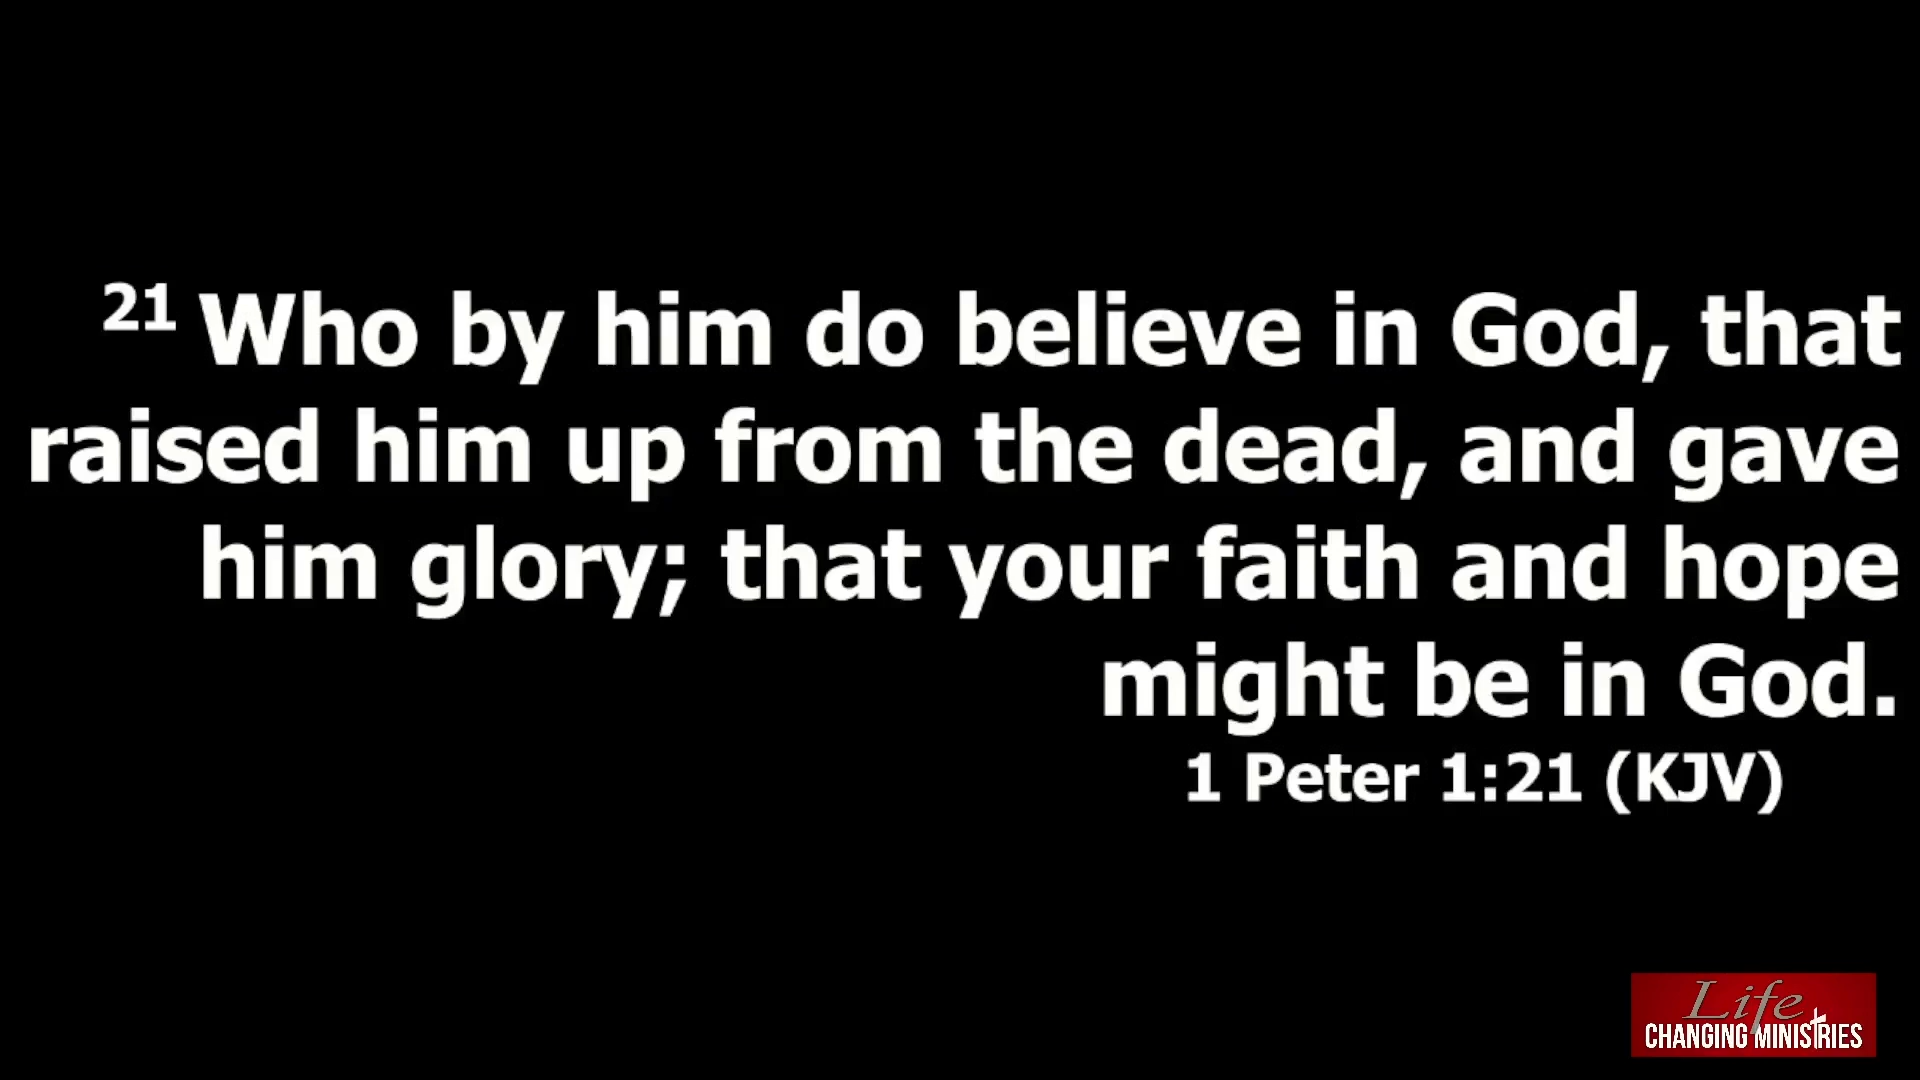 21 Who by him do believe in God, that
raised him up from the dead, and gave
him glory; that your faith and hope
might be in God.
1 Peter 1:21 (KJV)
Life
CHANGING MINISTRIES